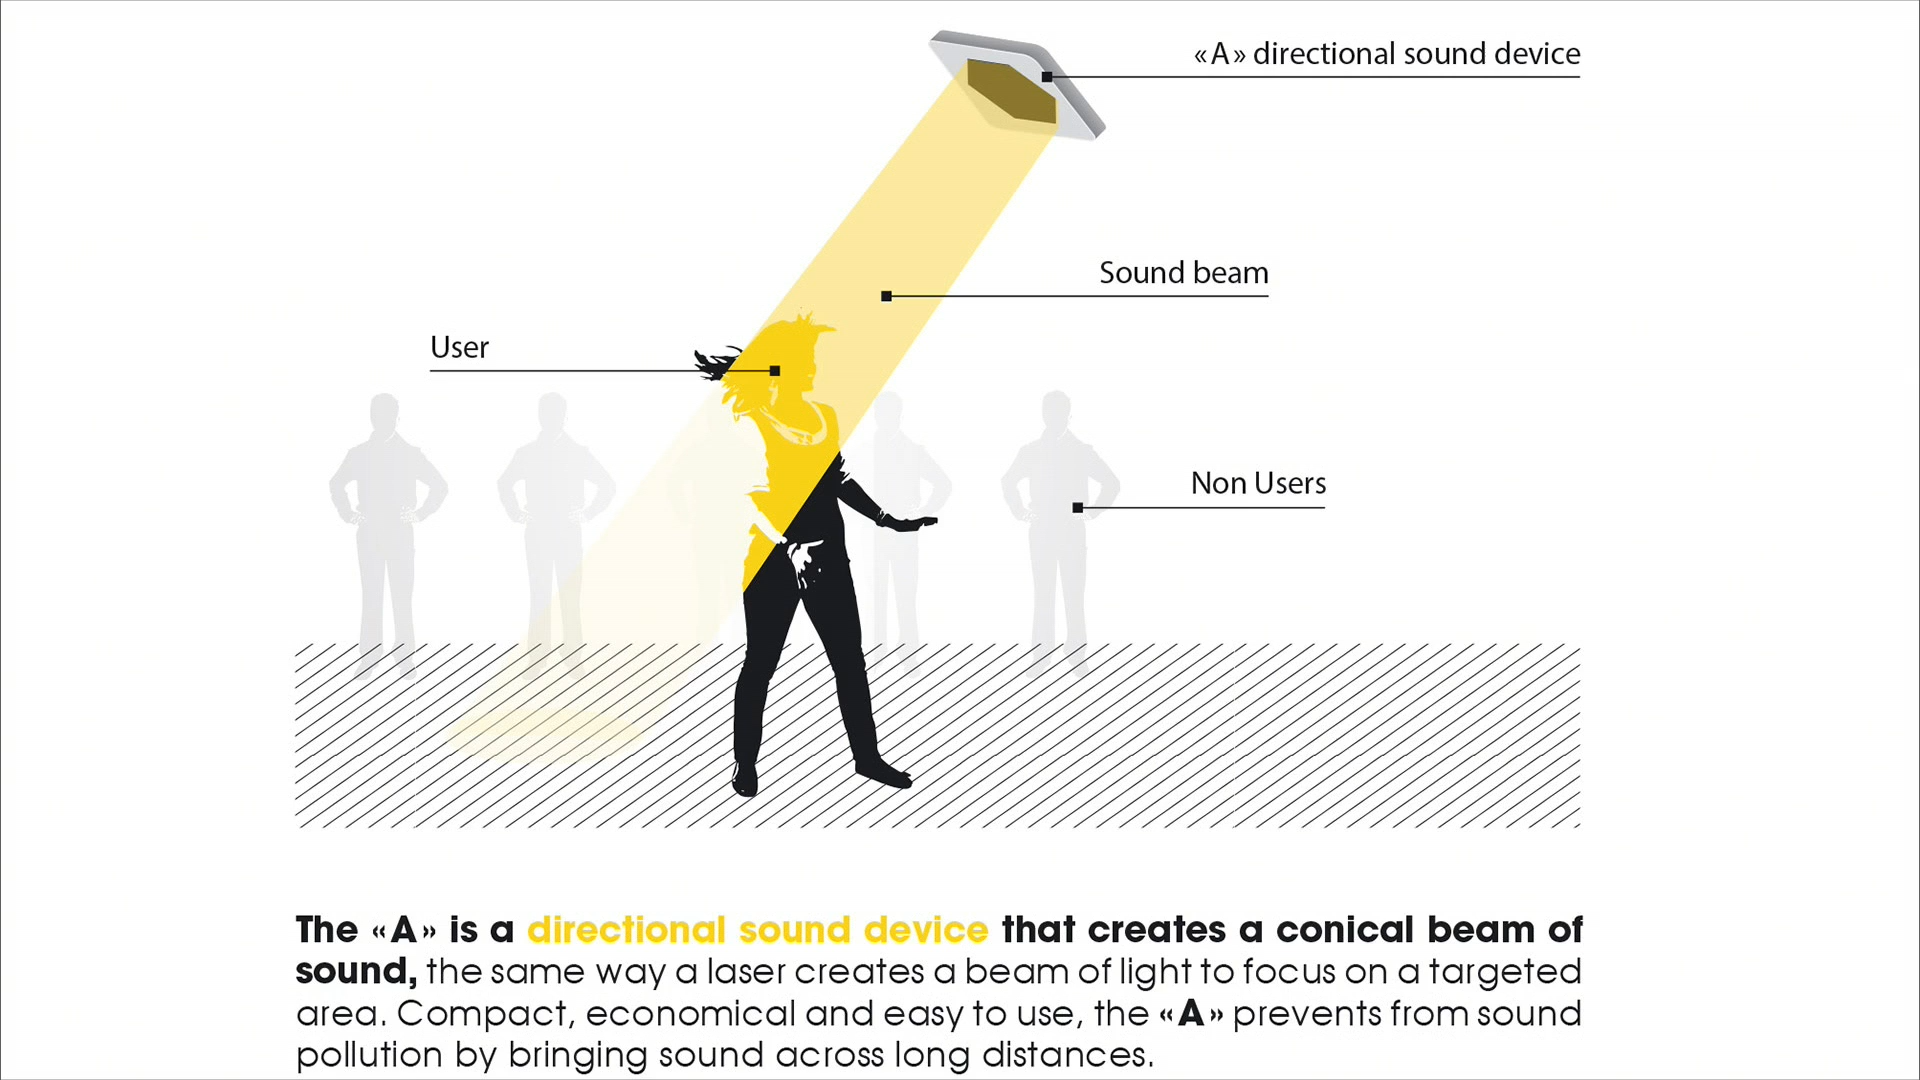 «A» directional sound device
Sound beam
User
Non Users
The «A» is a directional sound device that creates a conical beam of
sound, the same way a laser creates a beam of light to focus on a targeted
area. Compact, economical and easy to use, the «A» prevents from sound
pollution by bringing sound across long distances.